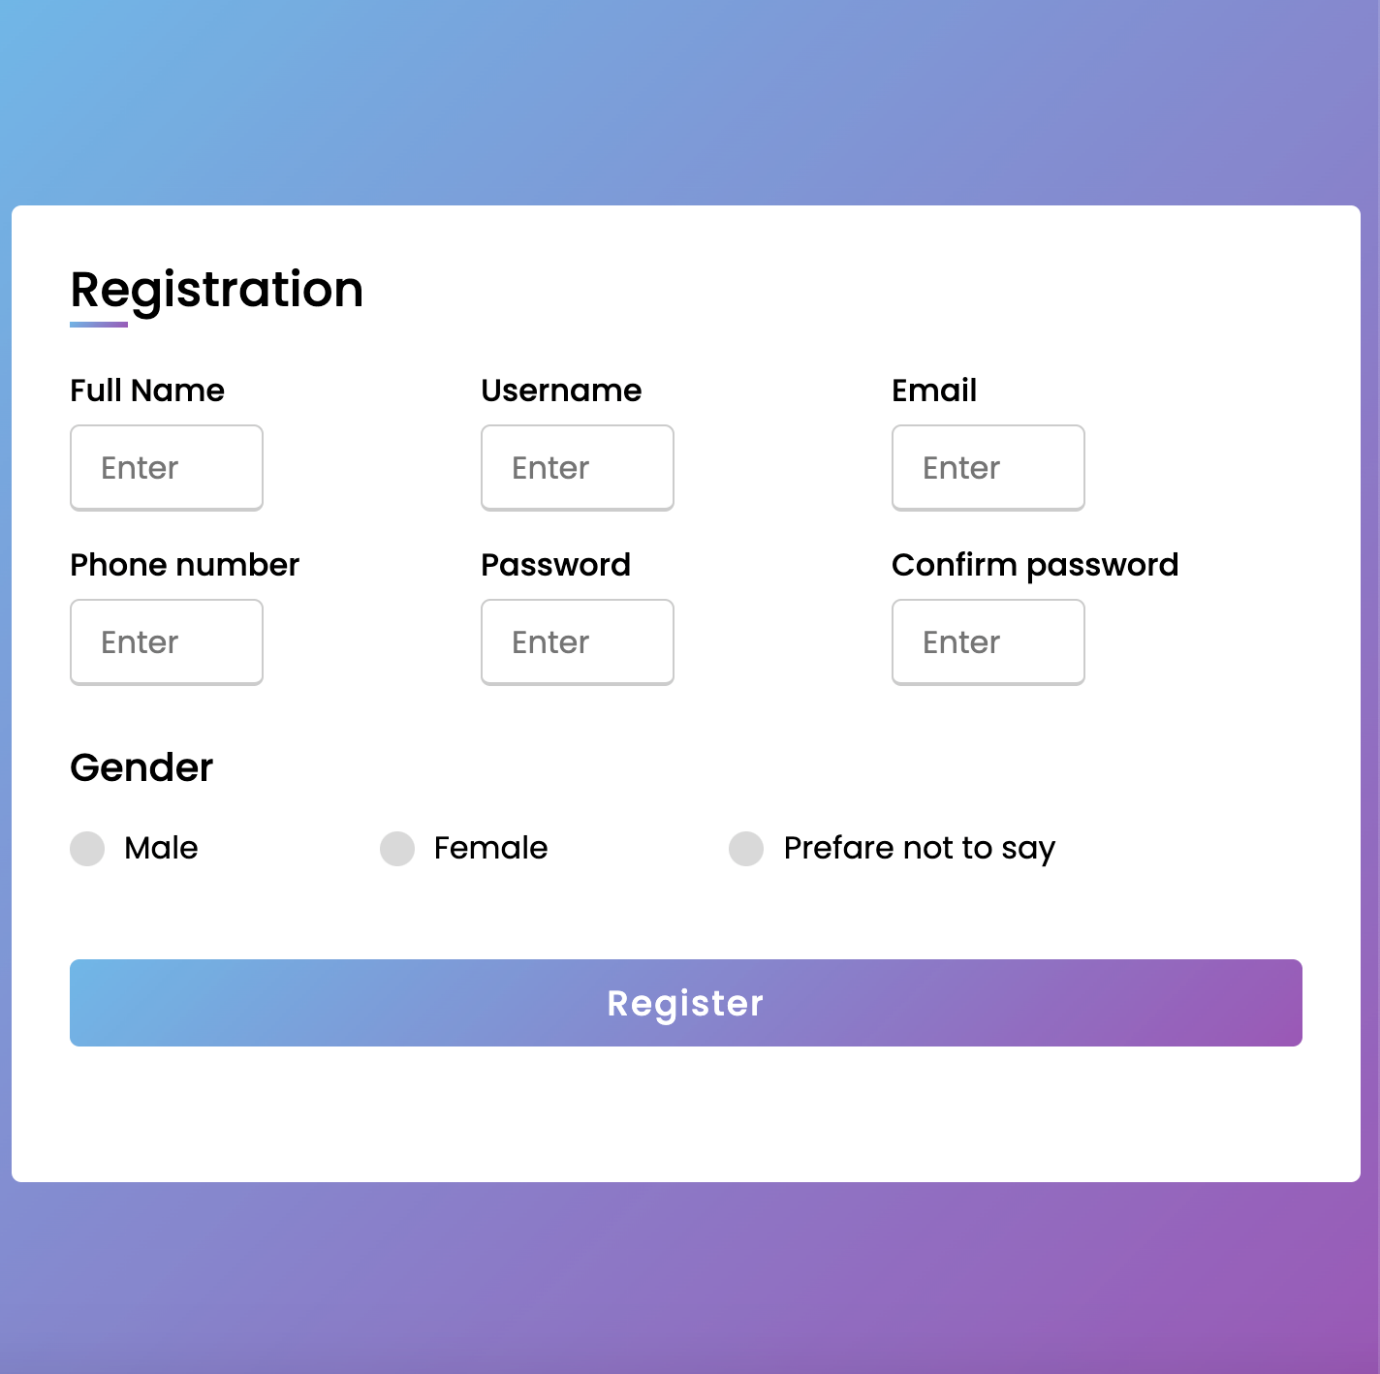 Registration
Full Name Username Email
Enter Enter Enter
Phone number Password Confirm password
Enter Enter Enter
Gender
Male Female Prefare not to say
Register